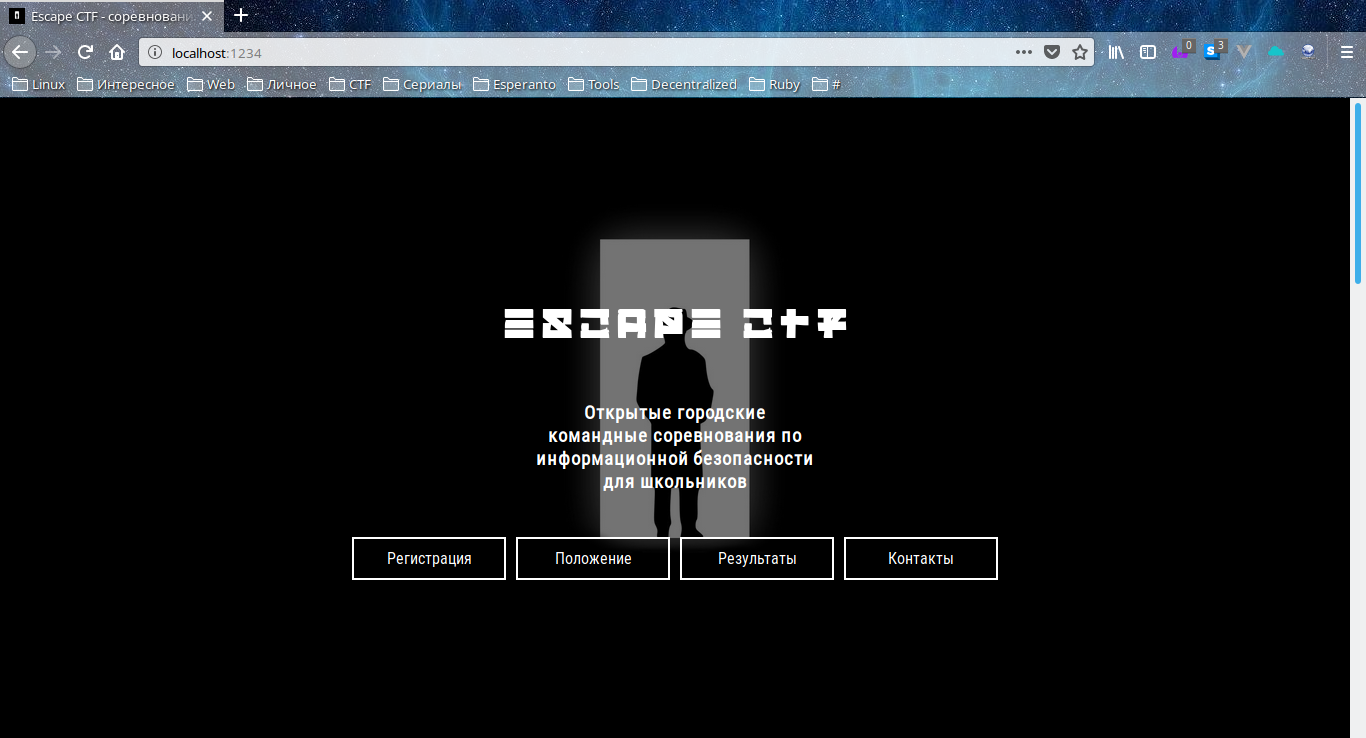 Escape CTF - соревновани
localhost:1234
0
3
Linux Интересное Web Личное CTF Сериалы Esperanto Tools Decentralized Ruby #
ESCAPE CTF
Открытые городские
командные соревнования по
информационной безопасности
для школьников
Регистрация Положение Результаты Контакты